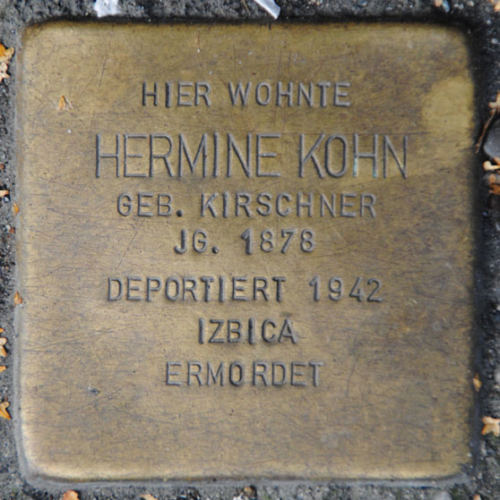 HIER WOHNTE
HERMINE KOHN
GEB. KIRSCHNER
JG. 1878
DEPORTIERT 1942
IZBICA
ERMORDET